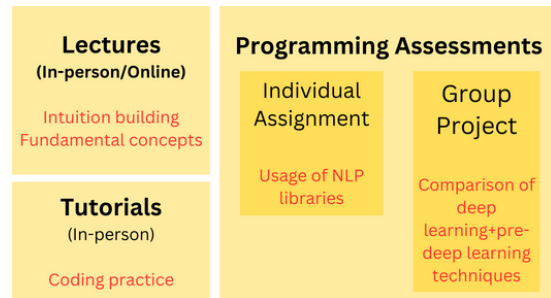 Lectures
(In-person/Online)
Intuition building
Fundamental concepts
Tutorials
(In-person)
Coding practice
Programming Assessments
Individual
Assignment
Usage of NLP
libraries
Group
Project
Comparison of
deep
learning+pre-
deep learning
techniques